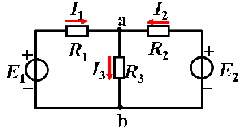 I₁ a I₂
+ R₁ R₂ +
E₁ I₃ R₃ E₂
− −
b